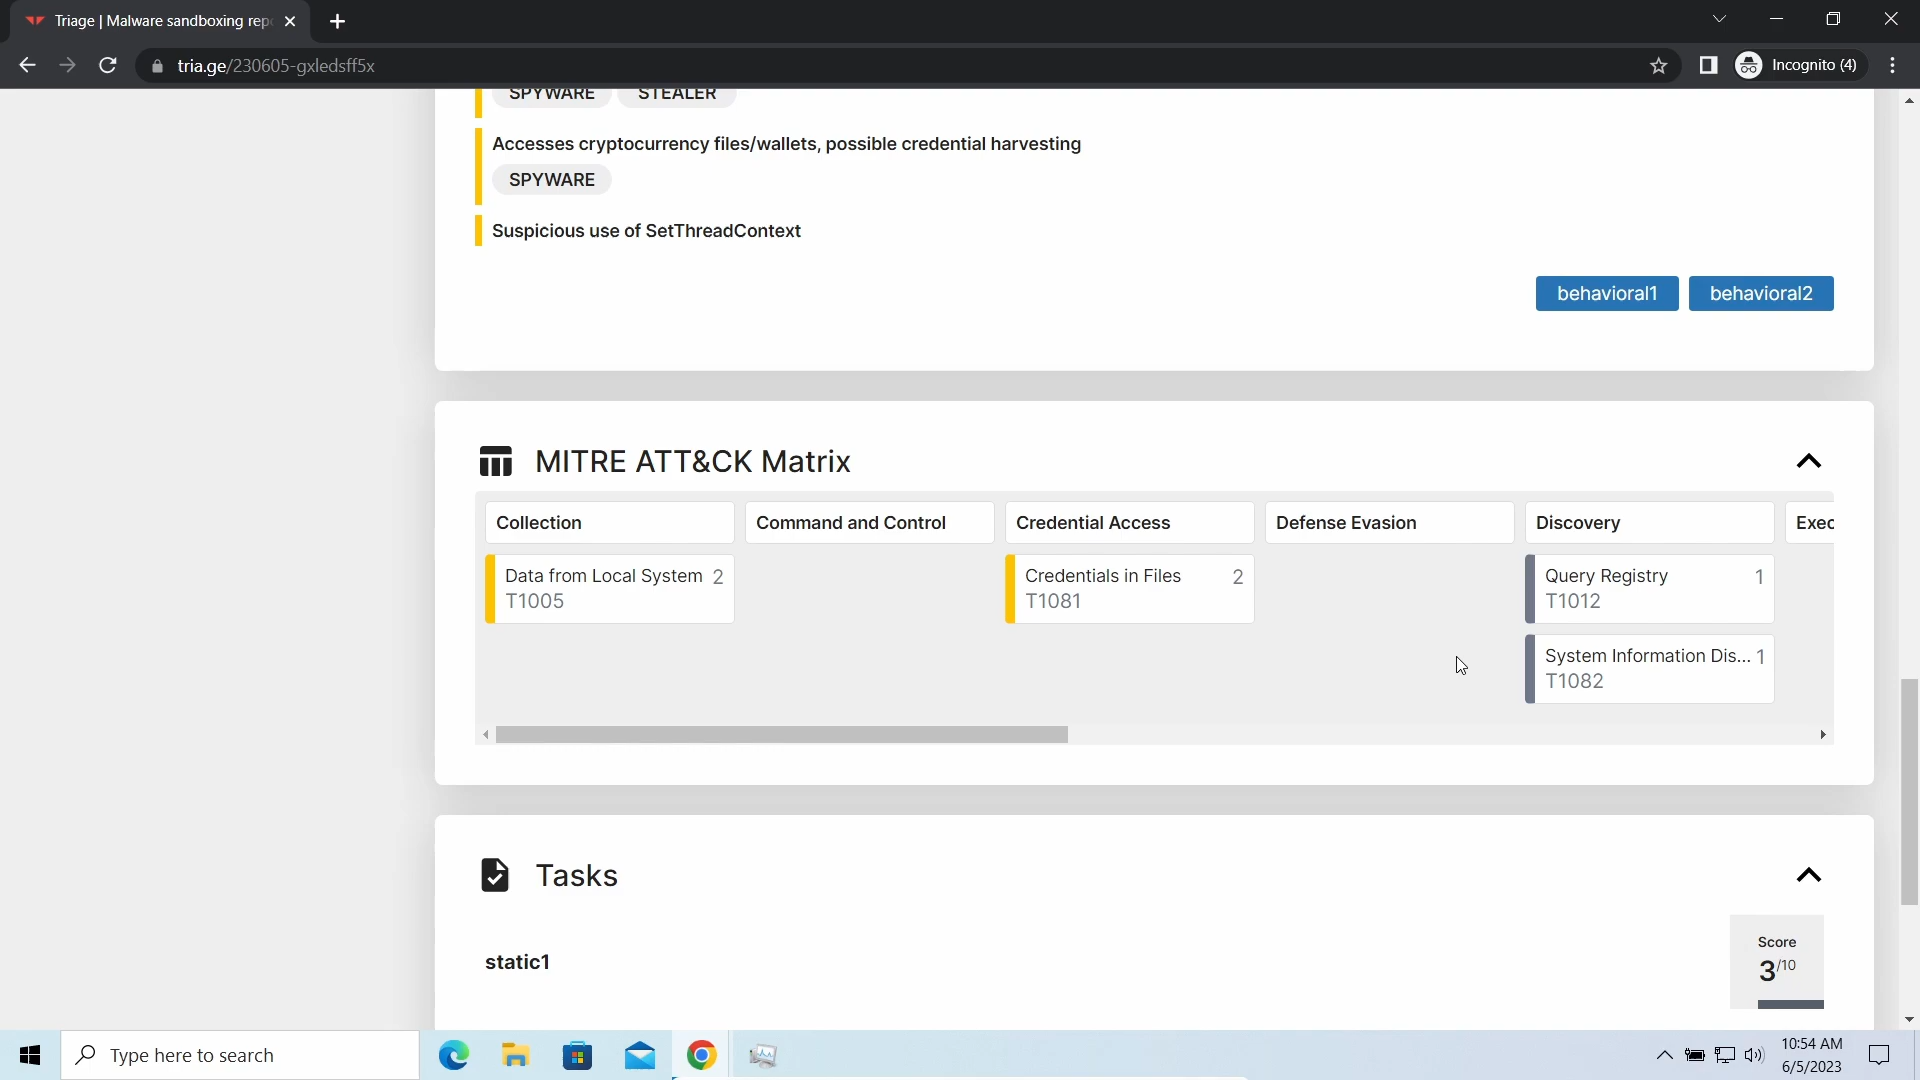 Triage | Malware sandboxing rep
tria.ge/230605-gxledsff5x
Incognito (4)
SPYWARE STEALER
Accesses cryptocurrency files/wallets, possible credential harvesting
SPYWARE
Suspicious use of SetThreadContext
behavioral1 behavioral2
MITRE ATT&CK Matrix
Collection Command and Control Credential Access Defense Evasion Discovery Exec
Data from Local System 2 Credentials in Files 2 Query Registry 1
T1005 T1081 T1012
System Information Dis... 1
T1082
Tasks
Score
static1
3/10
Type here to search
10:54 AM
6/5/2023